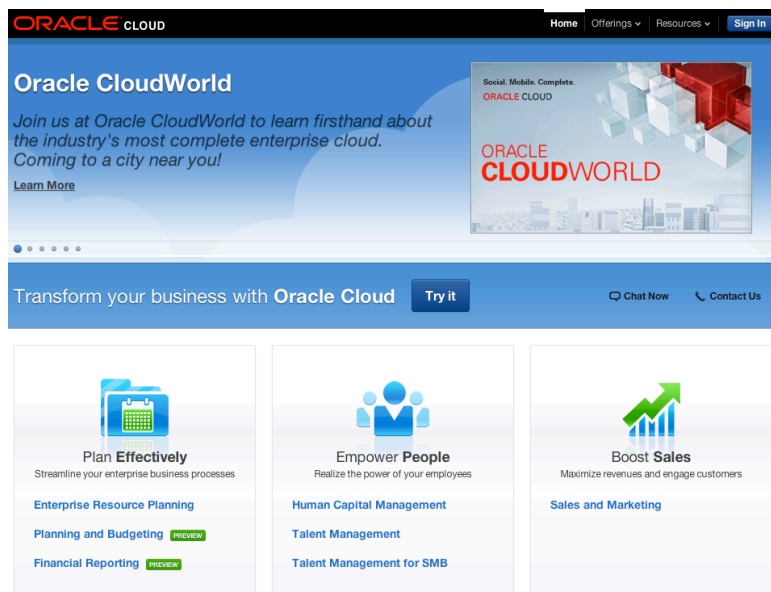 ORACLE CLOUD
Home Offerings Resources Sign In
Oracle CloudWorld
Join us at Oracle CloudWorld to learn firsthand about
the industry's most complete enterprise cloud.
Coming to a city near you!
Learn More
Social. Mobile. Complete.
ORACLE CLOUD
ORACLE
CLOUDWORLD
Transform your business with Oracle Cloud Try it Chat Now Contact Us
Plan Effectively
Streamline your enterprise business processes
Enterprise Resource Planning
Planning and Budgeting PREVIEW
Financial Reporting PREVIEW
Empower People
Realize the power of your employees
Human Capital Management
Talent Management
Talent Management for SMB
Boost Sales
Maximize revenues and engage customers
Sales and Marketing